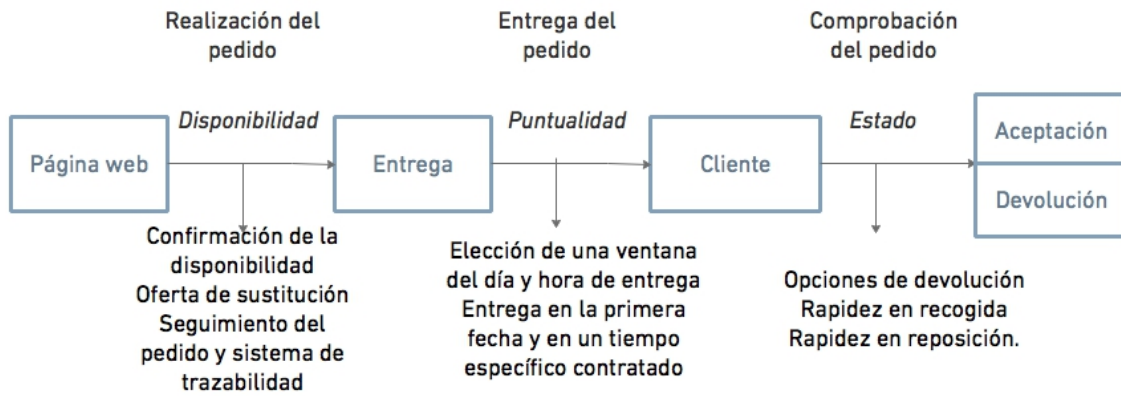 Realización del
pedido
Entrega del
pedido
Comprobación
del pedido
Disponibilidad
Puntualidad
Estado
Página web
Entrega
Cliente
Aceptación
Devolución
Confirmación de la
disponibilidad
Oferta de sustitución
Seguimiento del
pedido y sistema de
trazabilidad
Elección de una ventana
del día y hora de entrega
Entrega en la primera
fecha y en un tiempo
específico contratado
Opciones de devolución
Rapidez en recogida
Rapidez en reposición.